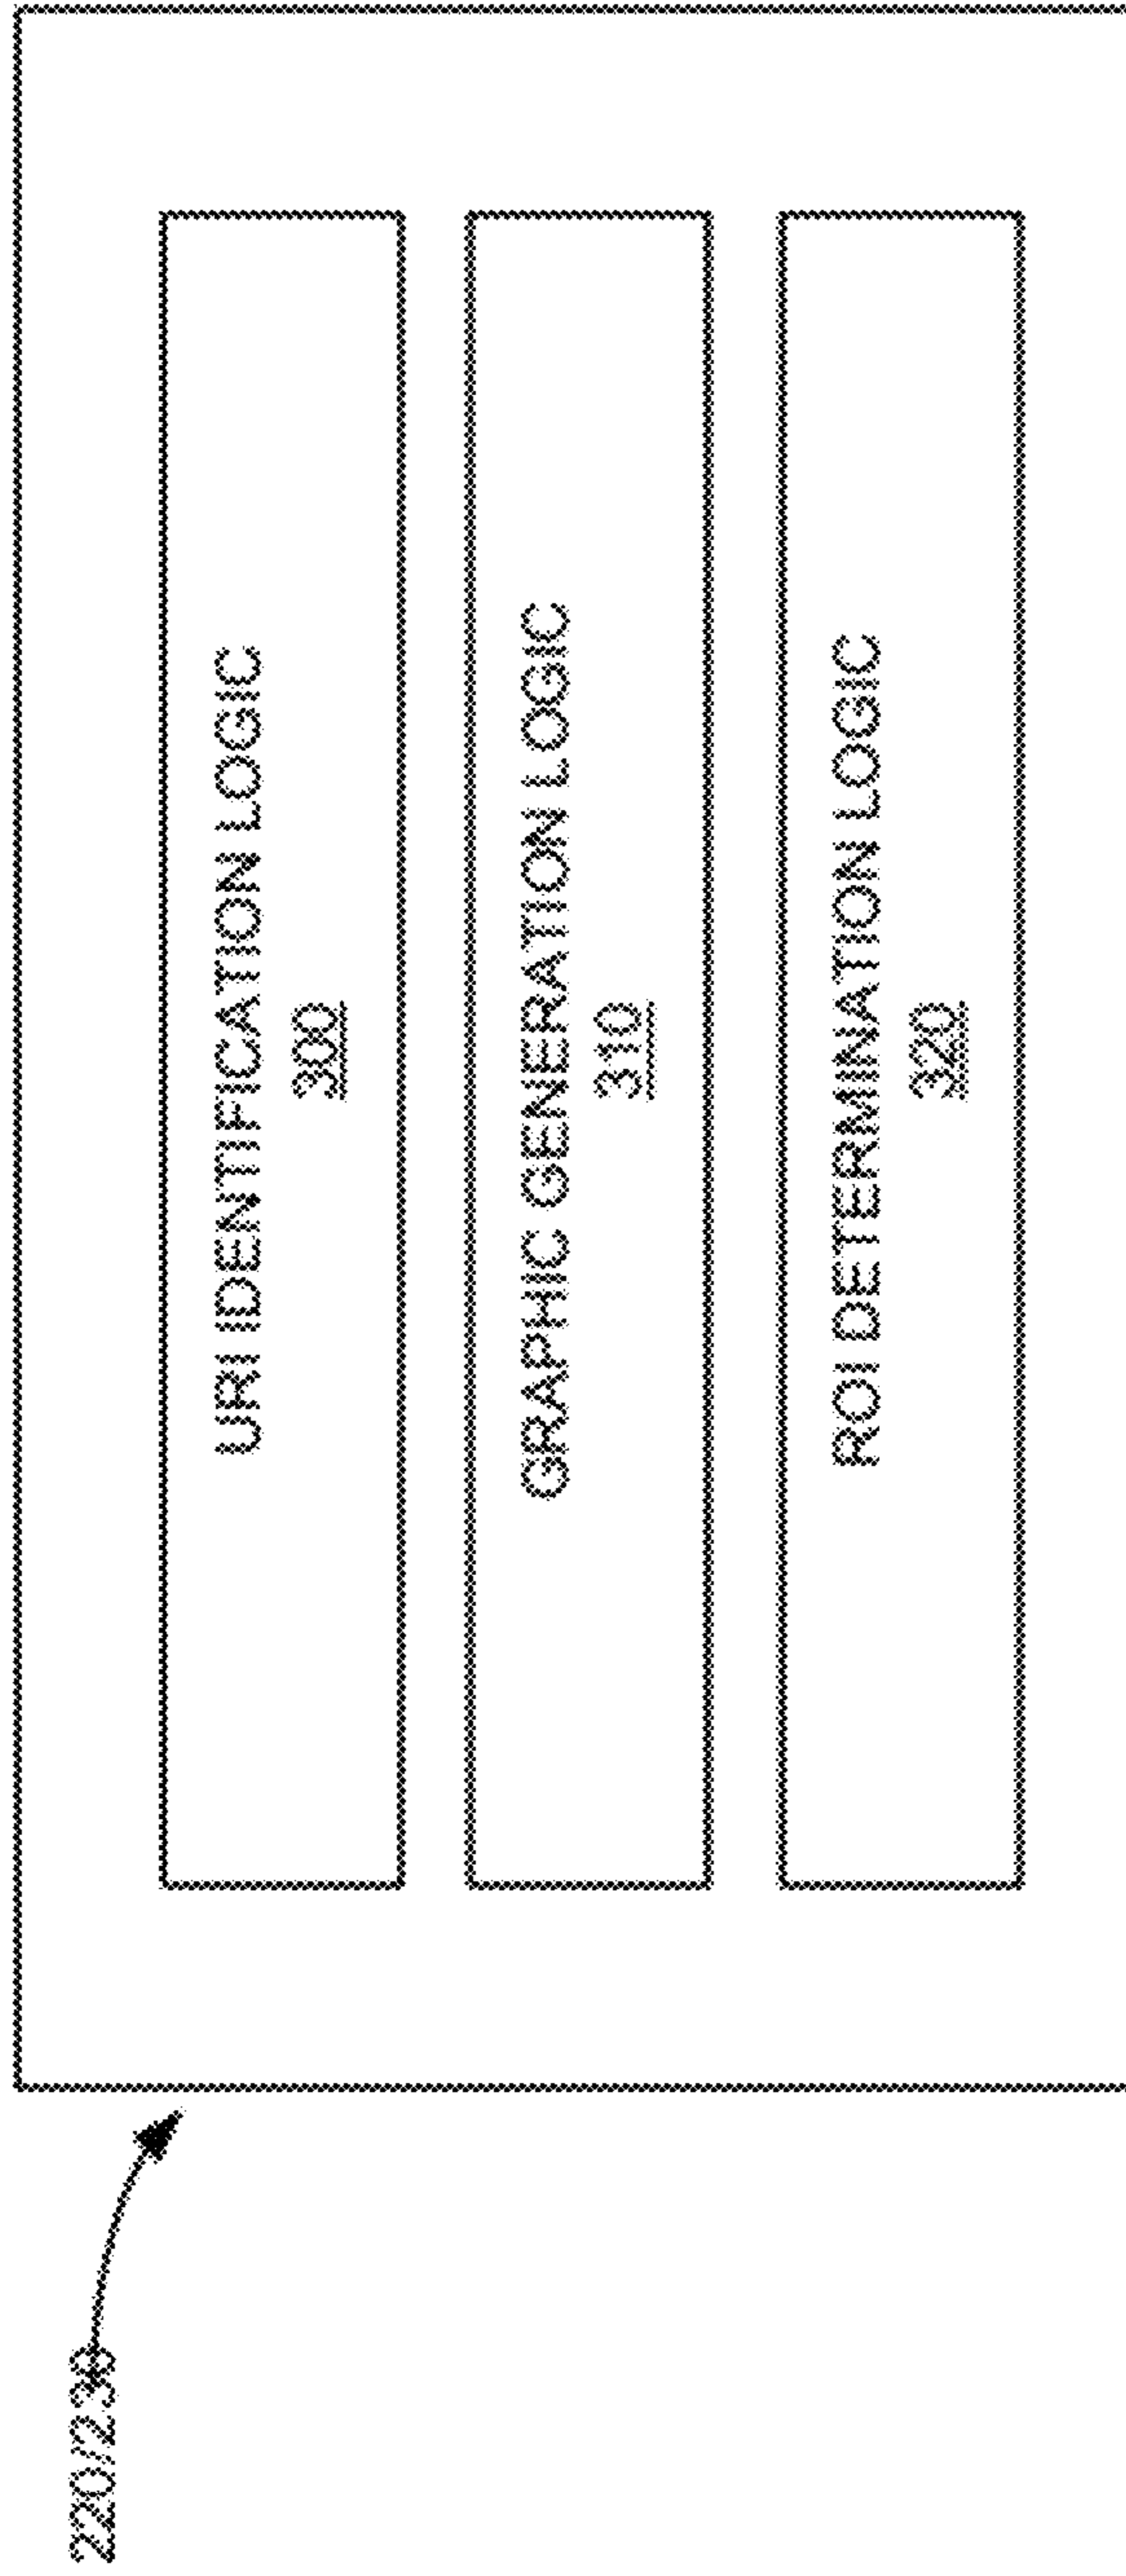 220/230
URI IDENTIFICATION LOGIC
300
GRAPHIC GENERATION LOGIC
310
ROI DETERMINATION LOGIC
320